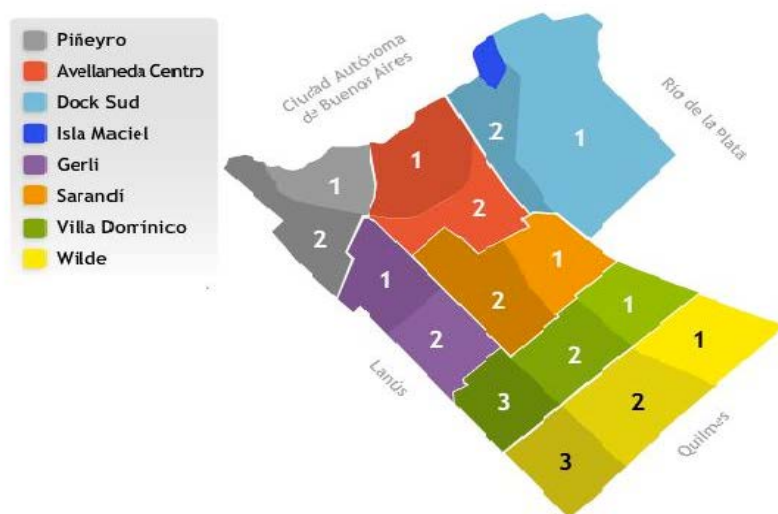 Piñeyro
Avellaneda Centro
Dock Sud
Isla Maciel
Gerli
Sarandí
Villa Domínico
Wilde
Ciudad Autónoma
de Buenos Aires
Río de la Plata
2
1
1
1
2
2
1
1
2
1
2
2
1
3
2
3
Lanús
Quilmes